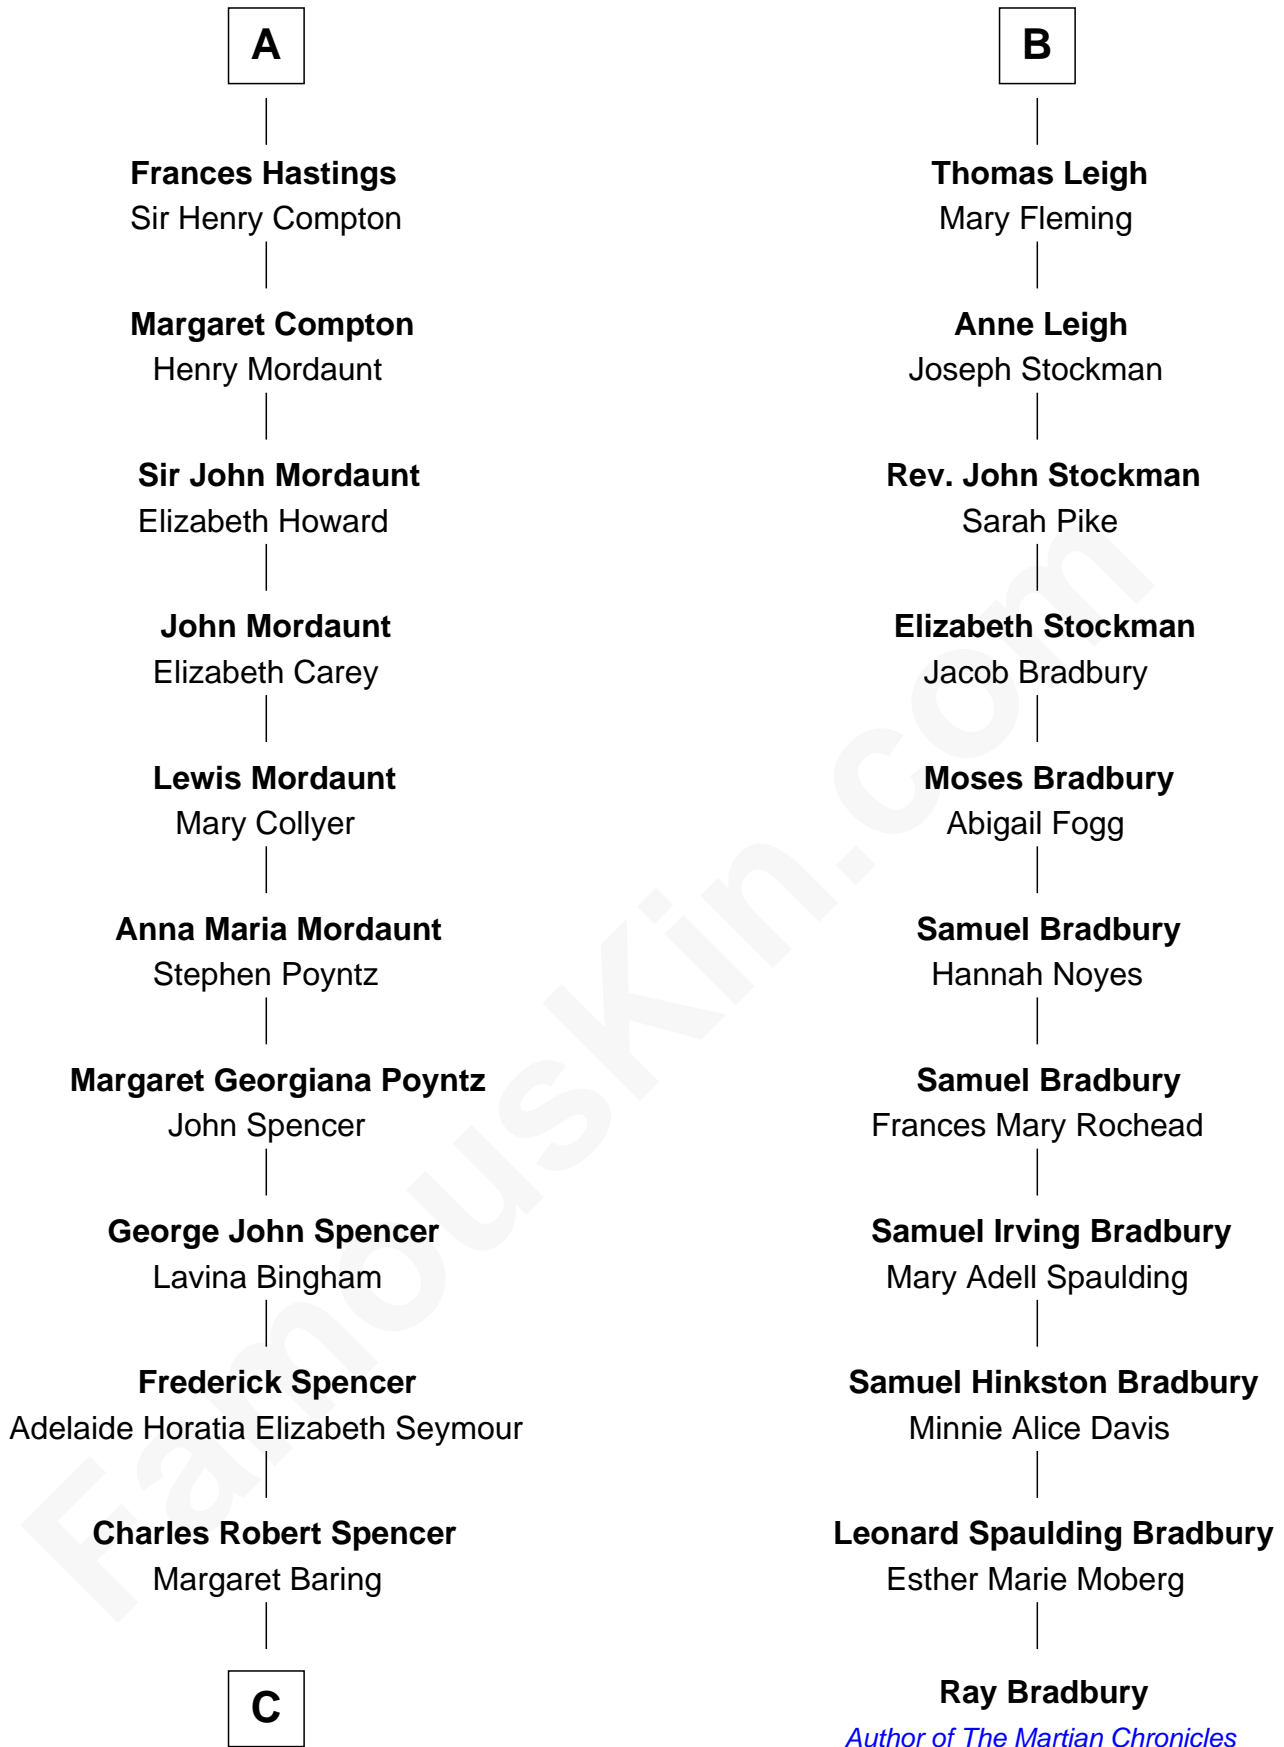 A
Frances Hastings
Sir Henry Compton
Margaret Compton
Henry Mordaunt
Sir John Mordaunt
Elizabeth Howard
John Mordaunt
Elizabeth Carey
Lewis Mordaunt
Mary Collyer
Anna Maria Mordaunt
Stephen Poyntz
Margaret Georgiana Poyntz
John Spencer
George John Spencer
Lavina Bingham
Frederick Spencer
Adelaide Horatia Elizabeth Seymour
Charles Robert Spencer
Margaret Baring
C
B
Thomas Leigh
Mary Fleming
Anne Leigh
Joseph Stockman
Rev. John Stockman
Sarah Pike
Elizabeth Stockman
Jacob Bradbury
Moses Bradbury
Abigail Fogg
Samuel Bradbury
Hannah Noyes
Samuel Bradbury
Frances Mary Rochead
Samuel Irving Bradbury
Mary Adell Spaulding
Samuel Hinkston Bradbury
Minnie Alice Davis
Leonard Spaulding Bradbury
Esther Marie Moberg
Ray Bradbury
Author of The Martian Chronicles
FamousKin.com